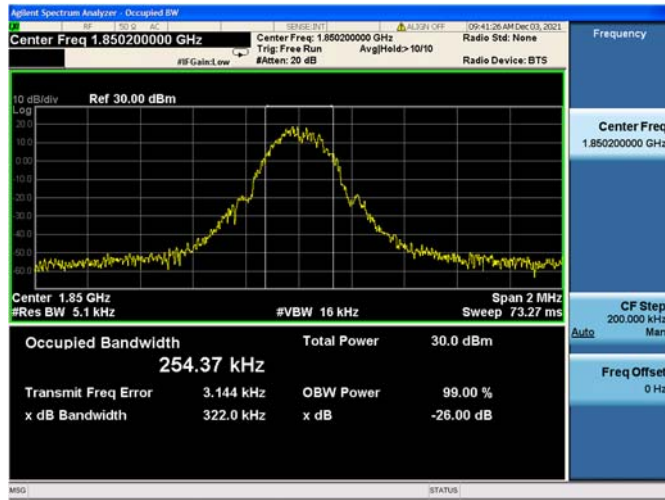 Agilent Spectrum Analyzer - Occupied BW
RF 50 Ω AC SENSE:INT ALIGN OFF 09:41:26 AM Dec 03, 2021
Center Freq 1.850200000 GHz
Center Freq: 1.850200000 GHz
Radio Std: None
Trig: Free Run Avg|Hold:>10/10
#IFGain:Low #Atten: 20 dB Radio Device: BTS
10 dB/div Ref 30.00 dBm
Log
20.0
10.0
0.00
-10.0
-20.0
-30.0
-40.0
-50.0
-60.0
Center 1.85 GHz Span 2 MHz
#Res BW 5.1 kHz #VBW 16 kHz Sweep 73.27 ms
Occupied Bandwidth Total Power 30.0 dBm
254.37 kHz
Transmit Freq Error 3.144 kHz OBW Power 99.00 %
x dB Bandwidth 322.0 kHz x dB -26.00 dB
MSG STATUS
Frequency
Center Freq
1.850200000 GHz
CF Step
200.000 kHz
Auto Man
Freq Offset
0 Hz